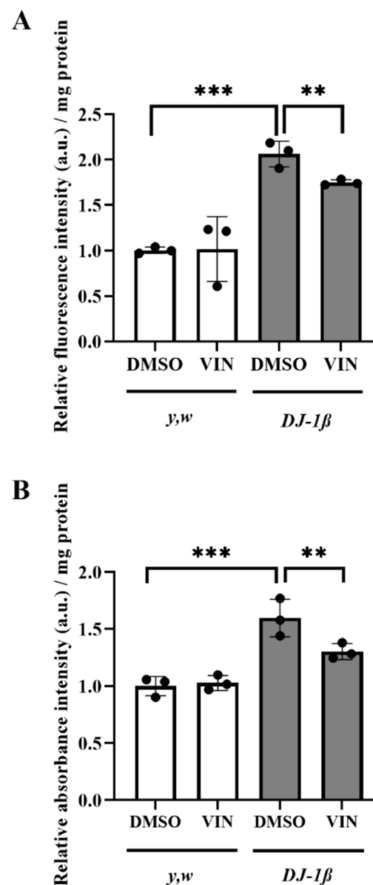 A
Relative fluorescence intensity (a.u.) / mg protein
*** **
2.5
2.0
1.5
1.0
0.5
0.0
DMSO VIN DMSO VIN
y,w DJ-1β
B
Relative absorbance intensity (a.u.) / mg protein
*** **
2.0
1.5
1.0
0.5
0.0
DMSO VIN DMSO VIN
y,w DJ-1β